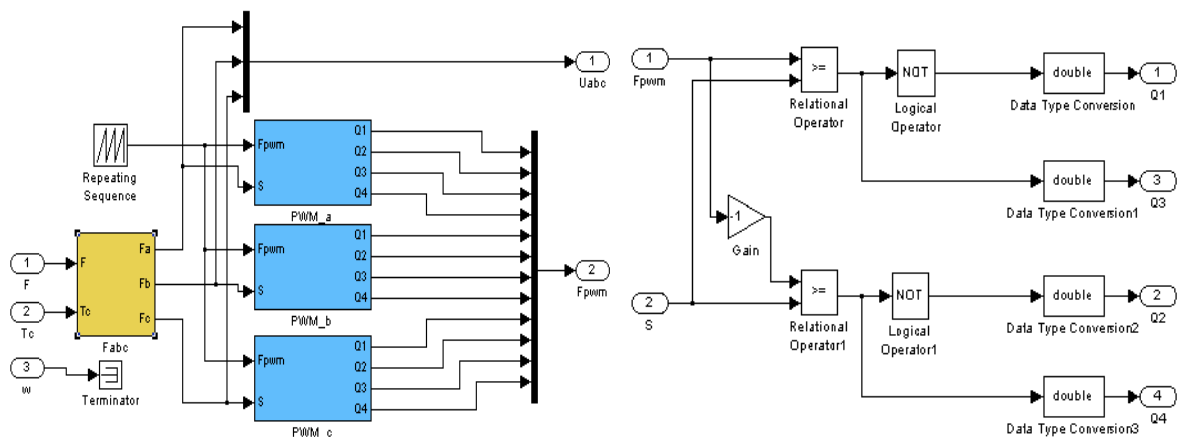 1
Uabc
Repeating
Sequence
Fpwm
S
Q1
Q2
Q3
Q4
PWM_a
Fpwm
S
Q1
Q2
Q3
Q4
PWM_b
Fpwm
S
Q1
Q2
Q3
Q4
PWM_c
1
F
2
Tc
3
w
F
Tc
Fa
Fb
Fc
Fabc
Terminator
2
Fpwm
1
Fpwm
>=
Relational
Operator
NOT
Logical
Operator
double
Data Type Conversion
1
Q1
double
Data Type Conversion1
3
Q3
-1
Gain
2
S
>=
Relational
Operator1
NOT
Logical
Operator1
double
Data Type Conversion2
2
Q2
double
Data Type Conversion3
4
Q4